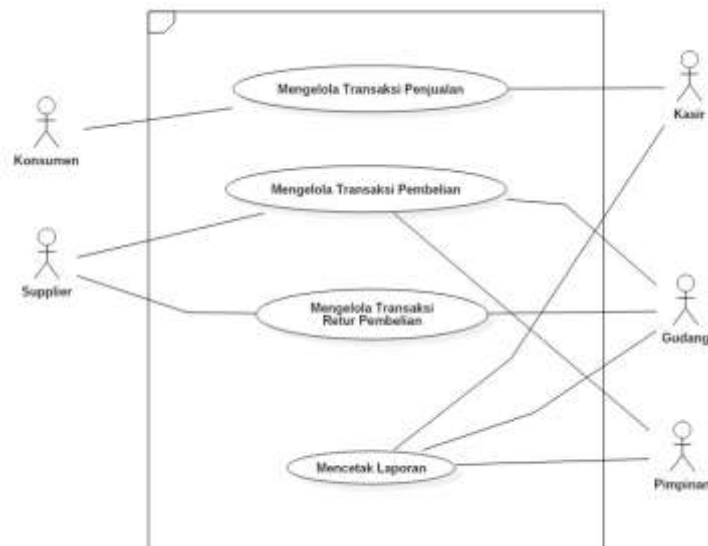 Mengelola Transaksi Penjualan
Kasir
Konsumen
Mengelola Transaksi Pembelian
Supplier
Mengelola Transaksi
Retur Pembelian
Gudang
Mencetak Laporan
Pimpinan